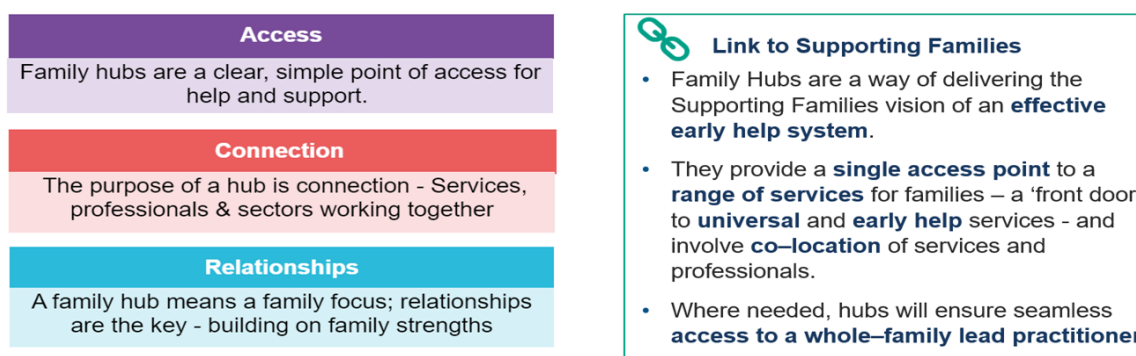 Access
Family hubs are a clear, simple point of access for
help and support.
Connection
The purpose of a hub is connection - Services,
professionals & sectors working together
Relationships
A family hub means a family focus; relationships
are the key - building on family strengths
Link to Supporting Families
• Family Hubs are a way of delivering the
Supporting Families vision of an effective
early help system.
• They provide a single access point to a
range of services for families – a ‘front door
to universal and early help services - and
involve co–location of services and
professionals.
• Where needed, hubs will ensure seamless
access to a whole–family lead practitioner